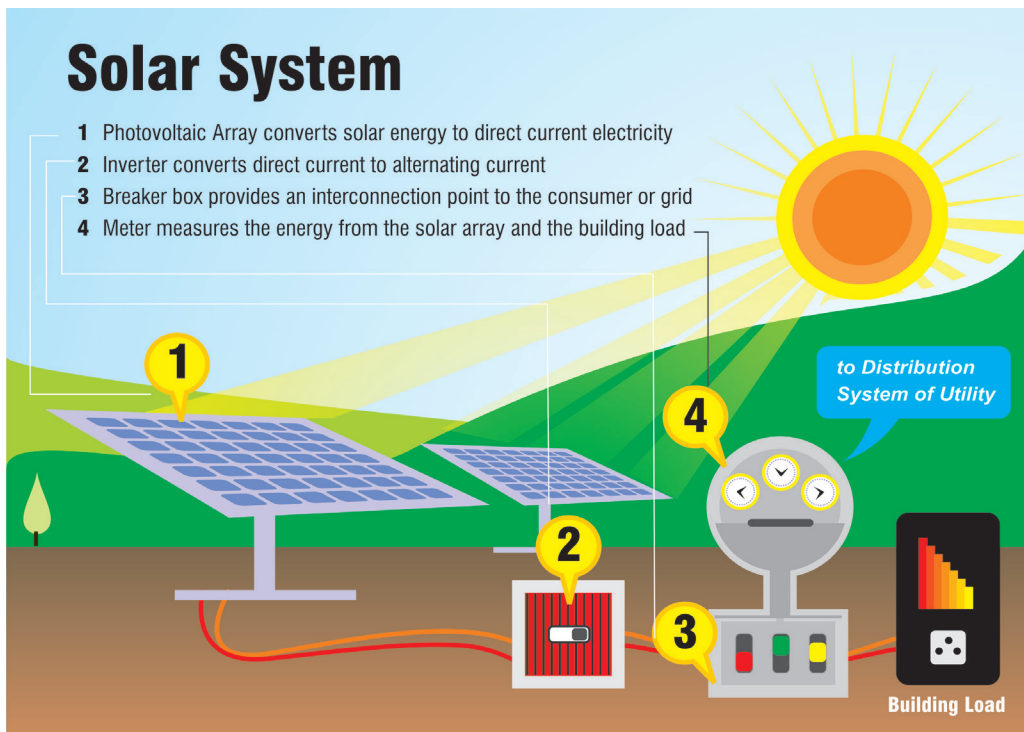 Solar System
1 Photovoltaic Array converts solar energy to direct current electricity
2 Inverter converts direct current to alternating current
3 Breaker box provides an interconnection point to the consumer or grid
4 Meter measures the energy from the solar array and the building load
1
to Distribution
System of Utility
4
2
3
Building Load